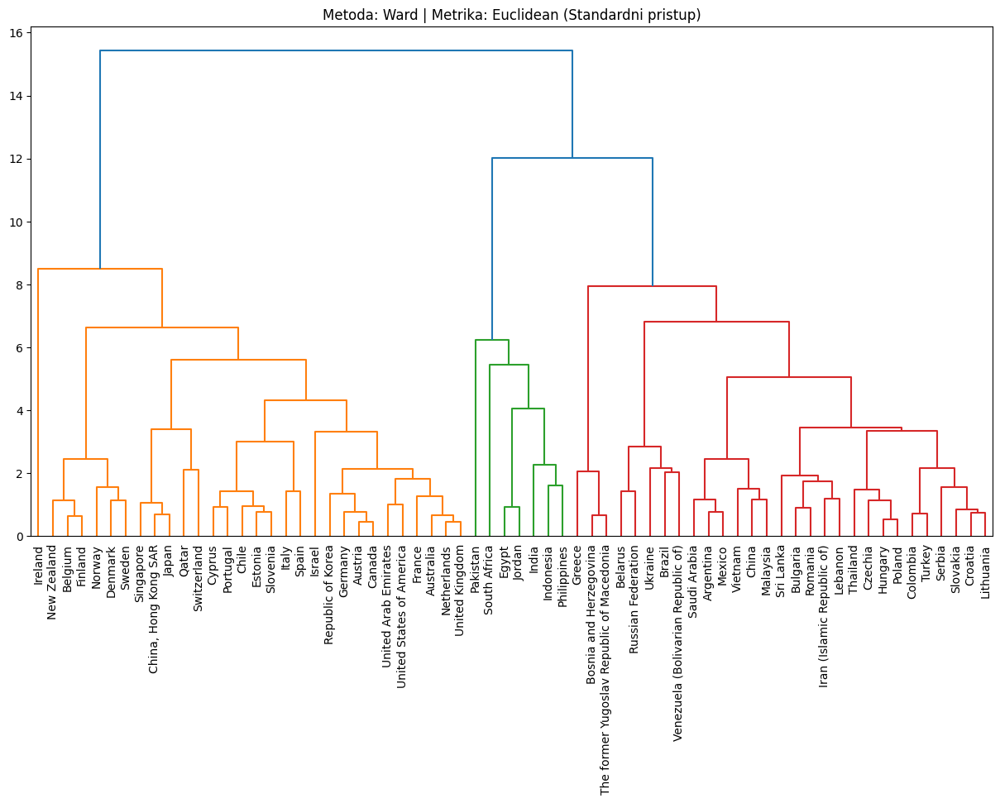 Metoda: Ward | Metrika: Euclidean (Standardni pristup)
16
14
12
10
8
6
4
2
0
Ireland
New Zealand
Belgium
Finland
Norway
Denmark
Sweden
Singapore
China, Hong Kong SAR
Japan
Qatar
Switzerland
Cyprus
Portugal
Chile
Estonia
Slovenia
Italy
Spain
Israel
Republic of Korea
Germany
Austria
Canada
United Arab Emirates
United States of America
France
Australia
Netherlands
United Kingdom
Pakistan
South Africa
Egypt
Jordan
India
Indonesia
Philippines
Greece
Bosnia and Herzegovina
The former Yugoslav Republic of Macedonia
Belarus
Russian Federation
Ukraine
Brazil
Venezuela (Bolivarian Republic of)
Saudi Arabia
Argentina
Mexico
Vietnam
China
Malaysia
Sri Lanka
Bulgaria
Romania
Iran (Islamic Republic of)
Lebanon
Thailand
Czechia
Hungary
Poland
Colombia
Turkey
Serbia
Slovakia
Croatia
Lithuania